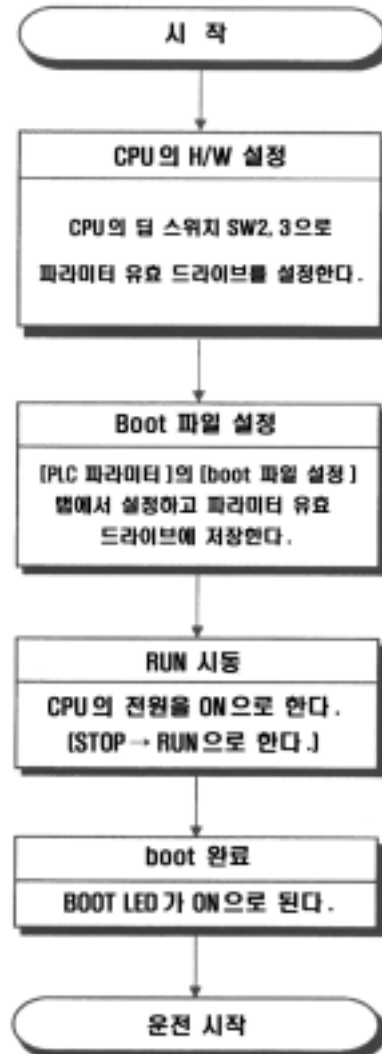 시 작
CPU의 H/W 설정
CPU의 딥 스위치 SW2, 3으로
파라미터 유효 드라이브를 설정한다.
Boot 파일 설정
[PLC 파라미터]의 [boot 파일 설정]
탭에서 설정하고 파라미터 유효
드라이브에 저장한다.
RUN 시동
CPU의 전원을 ON으로 한다.
(STOP → RUN으로 한다.)
boot 완료
BOOT LED가 ON으로 된다.
운전 시작